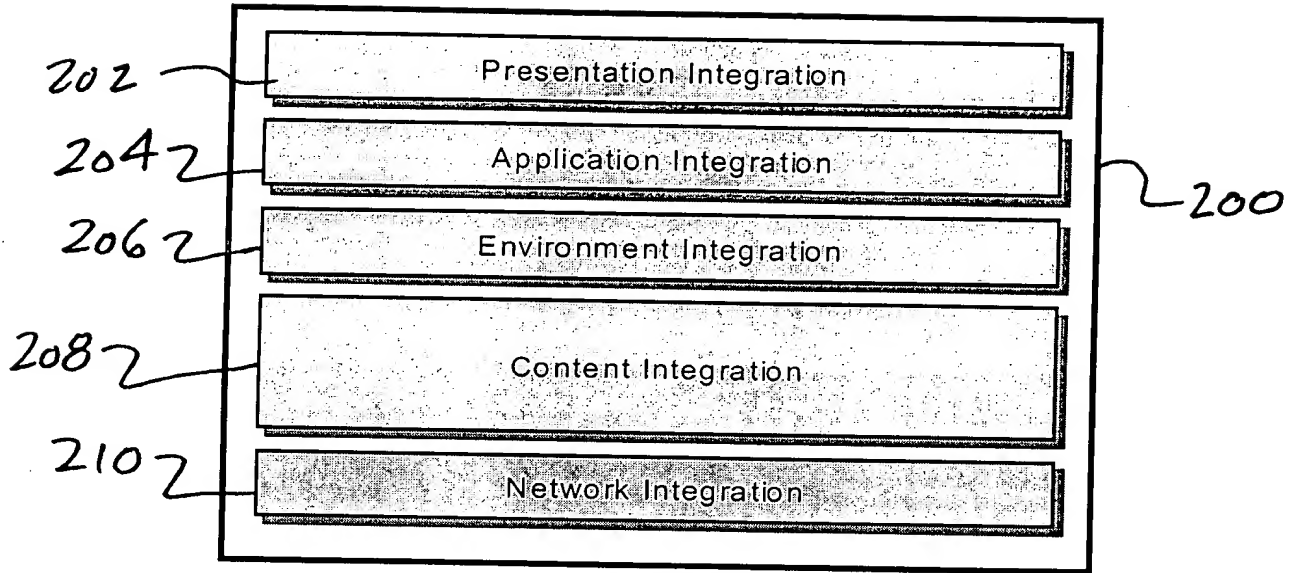 202 Presentation Integration
204 Application Integration
200
206 Environment Integration
208 Content Integration
210 Network Integration